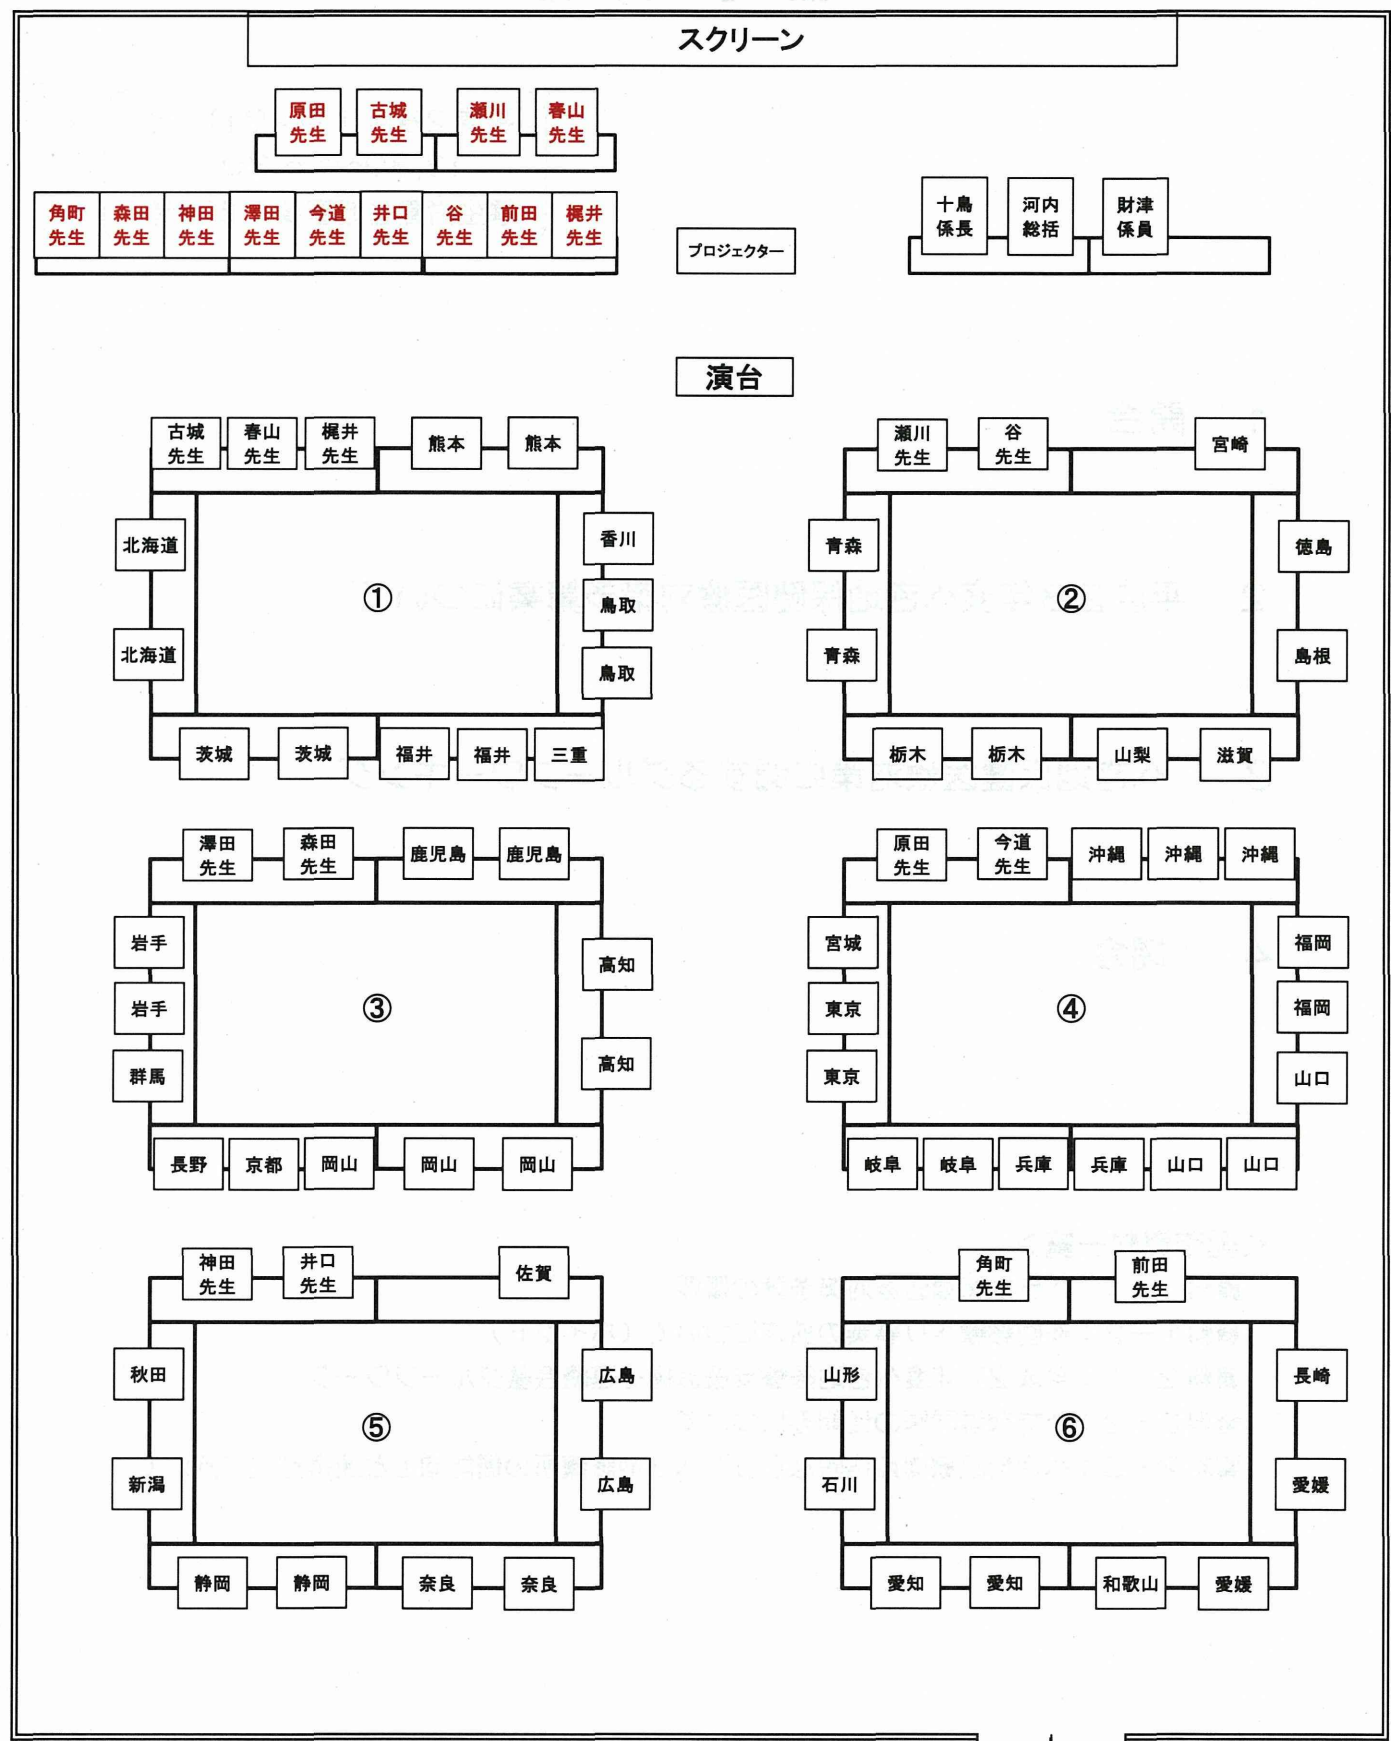 スクリーン
原田
先生
古城
先生
瀬川
先生
春山
先生
角町
先生
森田
先生
神田
先生
澤田
先生
今道
先生
井口
先生
谷
先生
前田
先生
梶井
先生
プロジェクター
十鳥
係長
河内
総括
財津
係員
演台
古城
先生
春山
先生
梶井
先生
熊本
熊本
北海道
北海道
①
香川
鳥取
鳥取
茨城
茨城
福井
福井
三重
瀬川
先生
谷
先生
宮崎
青森
青森
②
徳島
島根
栃木
栃木
山梨
滋賀
澤田
先生
森田
先生
鹿児島
鹿児島
岩手
岩手
群馬
③
高知
高知
長野
京都
岡山
岡山
岡山
原田
先生
今道
先生
沖縄
沖縄
沖縄
宮城
東京
東京
④
福岡
福岡
山口
岐阜
岐阜
兵庫
兵庫
山口
山口
神田
先生
井口
先生
佐賀
秋田
新潟
⑤
広島
広島
静岡
静岡
奈良
奈良
角町
先生
前田
先生
山形
石川
⑥
長崎
愛媛
愛知
愛知
和歌山
愛媛